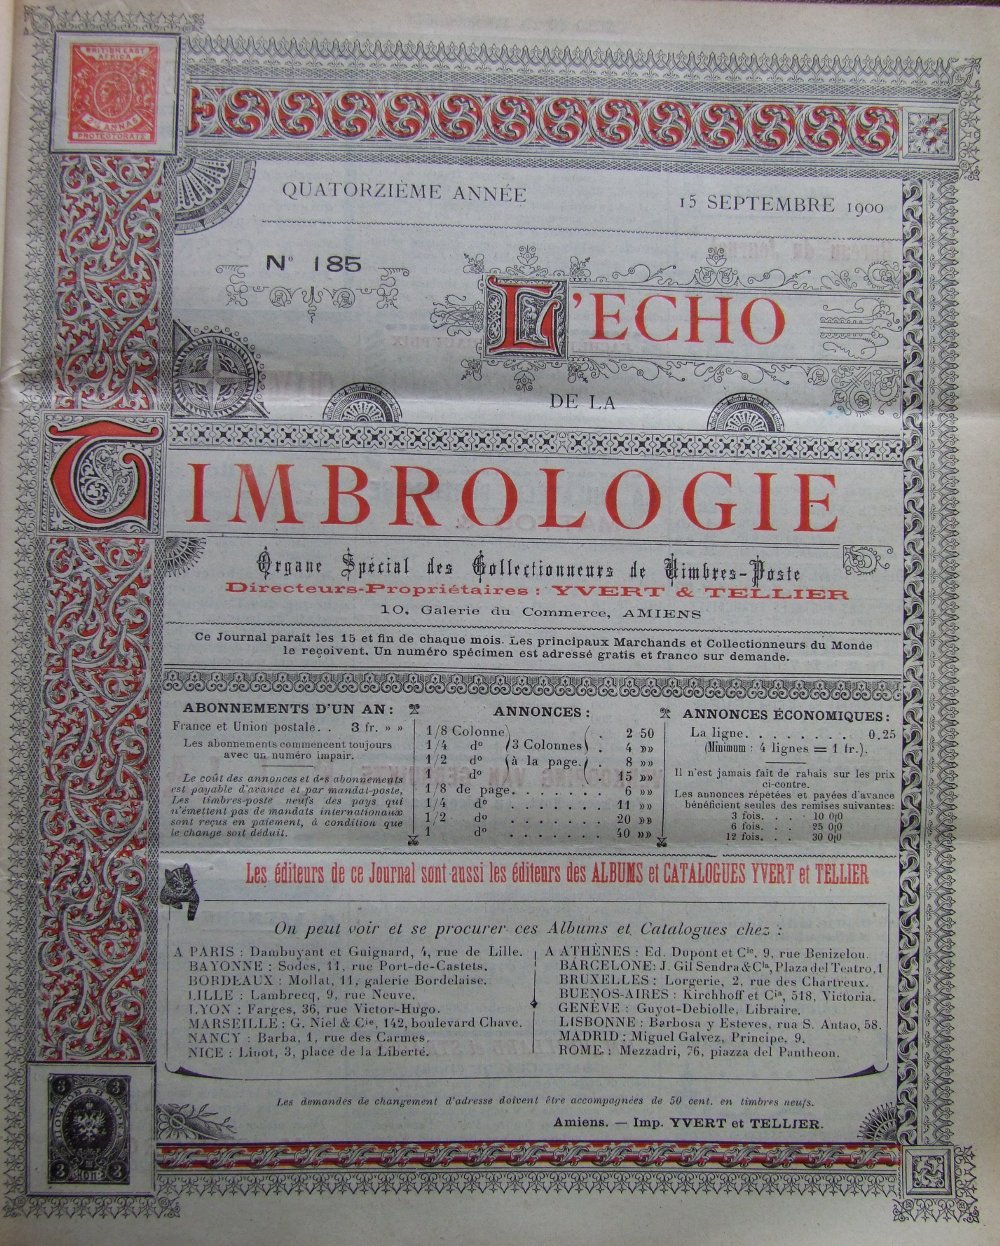 BRITISH EAST
AFRICA
2 ANNAS
PROTECTORATE
QUATORZIÈME ANNÉE
15 SEPTEMBRE 1900
N° 185
L'ECHO
DE LA
TIMBROLOGIE
Organe Spécial des Collectionneurs de Timbres-Poste
Directeurs-Propriétaires : YVERT & TELLIER
10, Galerie du Commerce, AMIENS
Ce Journal paraît les 15 et fin de chaque mois. Les principaux Marchands et Collectionneurs du Monde
le reçoivent. Un numéro spécimen est adressé gratis et franco sur demande.
ABONNEMENTS D'UN AN :
France et Union postale. . 3 fr. » »
Les abonnements commencent toujours
avec un numéro impair.
Le coût des annonces et des abonnements
est payable d'avance et par mandat-poste,
Les timbres-poste neufs des pays qui
n'émettent pas de mandats internationaux
sont reçus en paiement, à condition que
le change soit déduit.
ANNONCES :
1/8 Colonne . 2 50
1/4 d° (3 Colonnes) . 4 »»
1/2 d° (à la page.) . 8 »»
1 d° . 15 »»
1/8 de page. . . . . . . . 6 »»
1/4 d° . . . . . . . 11 »»
1/2 d° . . . . . . . 20 »»
1 d° . . . . . . . 40 »»
ANNONCES ÉCONOMIQUES :
La ligne. . . . . . . . 0.25
(Minimum : 4 lignes = 1 fr.).
Il n'est jamais fait de rabais sur les prix
ci-contre.
Les annonces répétées et payées d'avance
bénéficient seules des remises suivantes:
3 fois. . . . 10 0|0
6 fois. . . . 25 0|0
12 fois. . . . 30 0|0
Les éditeurs de ce Journal sont aussi les éditeurs des ALBUMS et CATALOGUES YVERT et TELLIER
On peut voir et se procurer ces Albums et Catalogues chez :
A PARIS : Dambuyant et Guignard, 4, rue de Lille.
BAYONNE : Sodes, 11, rue Port-de-Castets.
BORDEAUX : Mollat, 11, galerie Bordelaise.
LILLE : Lambrecq, 9, rue Neuve.
LYON : Farges, 36, rue Victor-Hugo.
MARSEILLE : G. Niel & Cie, 142, boulevard Chave.
NANCY : Barba, 1, rue des Carmes.
NICE : Linot, 3, place de la Liberté.
A ATHÈNES : Ed. Dupont et Cie, 9, rue Benizelou.
BARCELONE: J. Gil Sendra & Cia, Plaza del Teatro, 1
BRUXELLES : Lorgerie, 2, rue des Chartreux.
BUENOS-AIRES : Kirchhoff et Cia, 518, Victoria.
GENÈVE : Guyot-Debiolle, Libraire.
LISBONNE : Barbosa y Esteves, rua S. Antao, 58.
MADRID : Miguel Galvez, Principe, 9.
ROME : Mezzadri, 76, piazza del Pantheon.
Les demandes de changement d'adresse doivent être accompagnées de 50 cent. en timbres neufs.
Amiens. — Imp. YVERT et TELLIER.
3 3
3 3